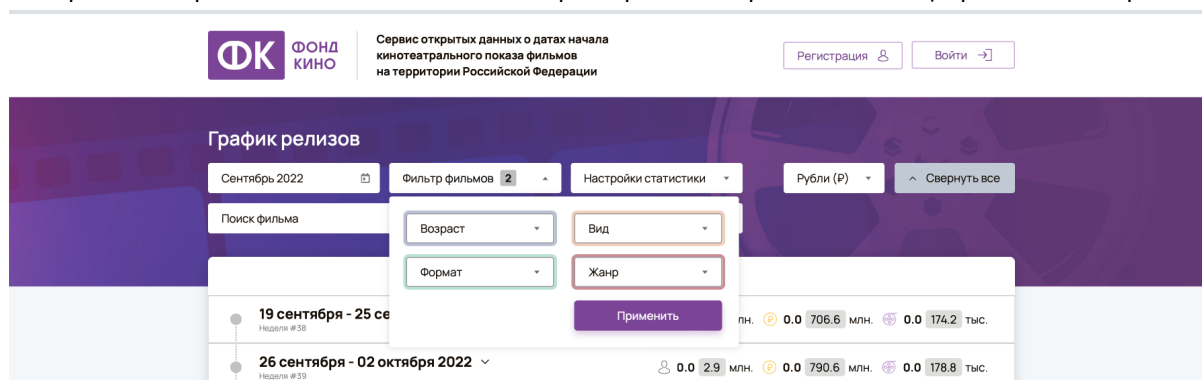 ФК ФОНД КИНО
Сервис открытых данных о датах начала
кинотеатрального показа фильмов
на территории Российской Федерации
Регистрация
Войти
График релизов
Сентябрь 2022
Фильтр фильмов 2
Настройки статистики
Рубли (₽)
Свернуть все
Поиск фильма
Возраст
Вид
Формат
Жанр
Применить
19 сентября - 25 се
лн. 0.0 706.6 млн. 0.0 174.2 тыс.
Неделя #38
26 сентября - 02 октября 2022
0.0 2.9 млн. 0.0 790.6 млн. 0.0 178.8 тыс.
Неделя #39